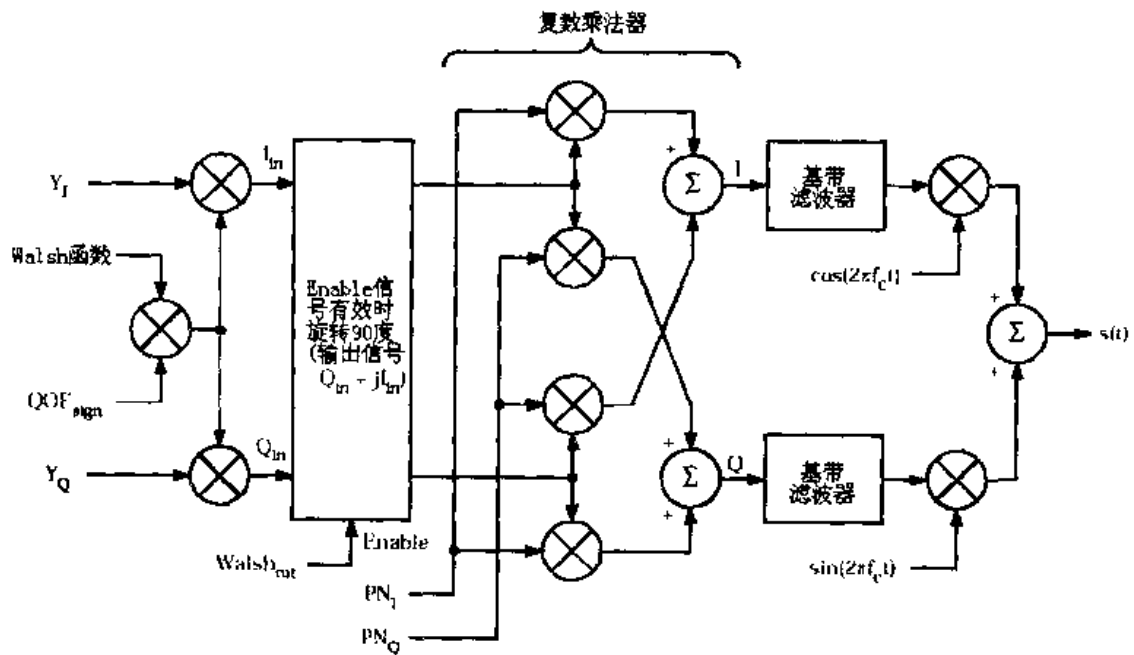 复数乘法器
I_in
Y_I
Walsh函数
QOF_sign
Y_Q
Q_in
Enable信
号有效时
旋转90度
(输出信号
Q_in + jI_in)
Walsh_rot
Enable
PN_I
PN_Q
+
Σ
I
+
Σ
+
Q
基带
滤波器
cos(2πf_c t)
基带
滤波器
sin(2πf_c t)
+
Σ
+
s(t)